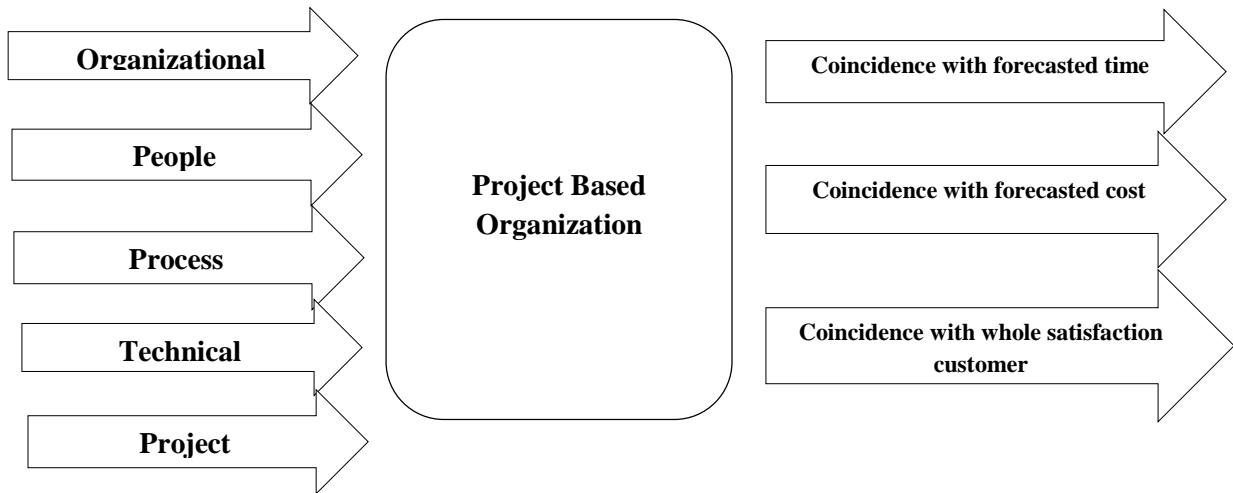 Organizational
People
Process
Technical
Project
Project Based
Organization
Coincidence with forecasted time
Coincidence with forecasted cost
Coincidence with whole satisfaction
customer